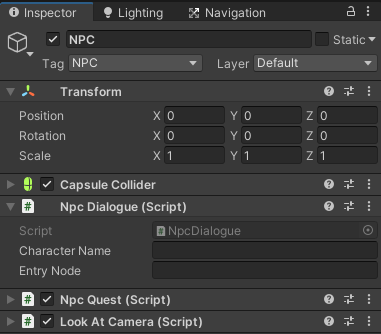 Inspector Lighting Navigation
NPC Static
Tag NPC Layer Default
Transform
Position X 0 Y 0 Z 0
Rotation X 0 Y 0 Z 0
Scale X 1 Y 1 Z 1
Capsule Collider
# Npc Dialogue (Script)
Script # NpcDialogue
Character Name
Entry Node
# Npc Quest (Script)
# Look At Camera (Script)